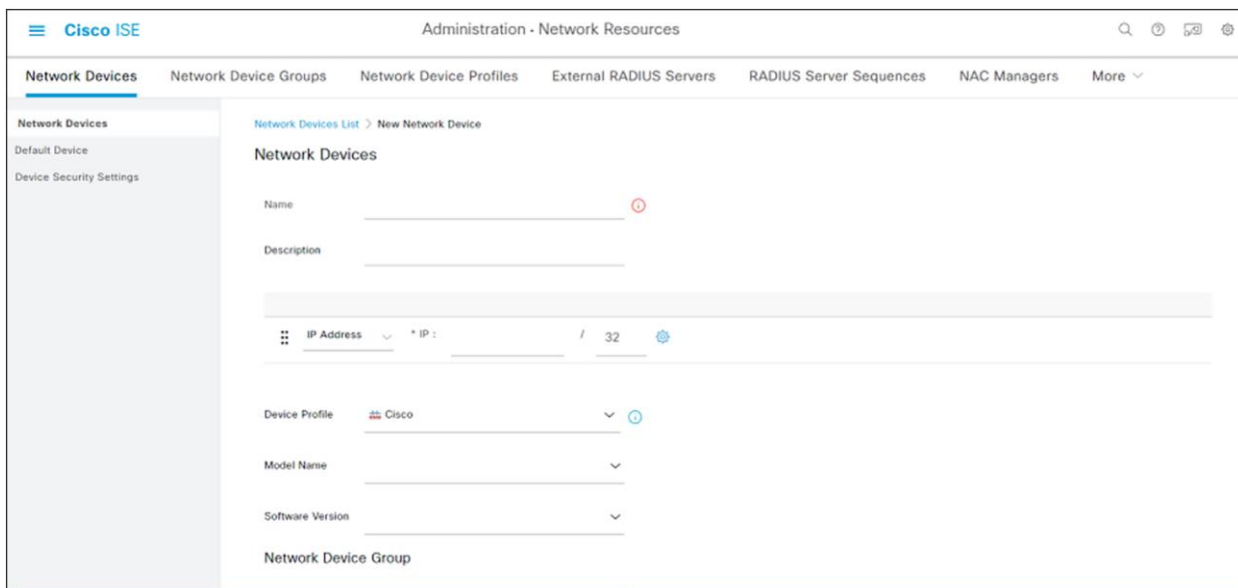 Cisco ISE Administration · Network Resources
Network Devices Network Device Groups Network Device Profiles External RADIUS Servers RADIUS Server Sequences NAC Managers More
Network Devices
Default Device
Device Security Settings
Network Devices List > New Network Device
Network Devices
Name
Description
IP Address * IP : / 32
Device Profile Cisco
Model Name
Software Version
Network Device Group